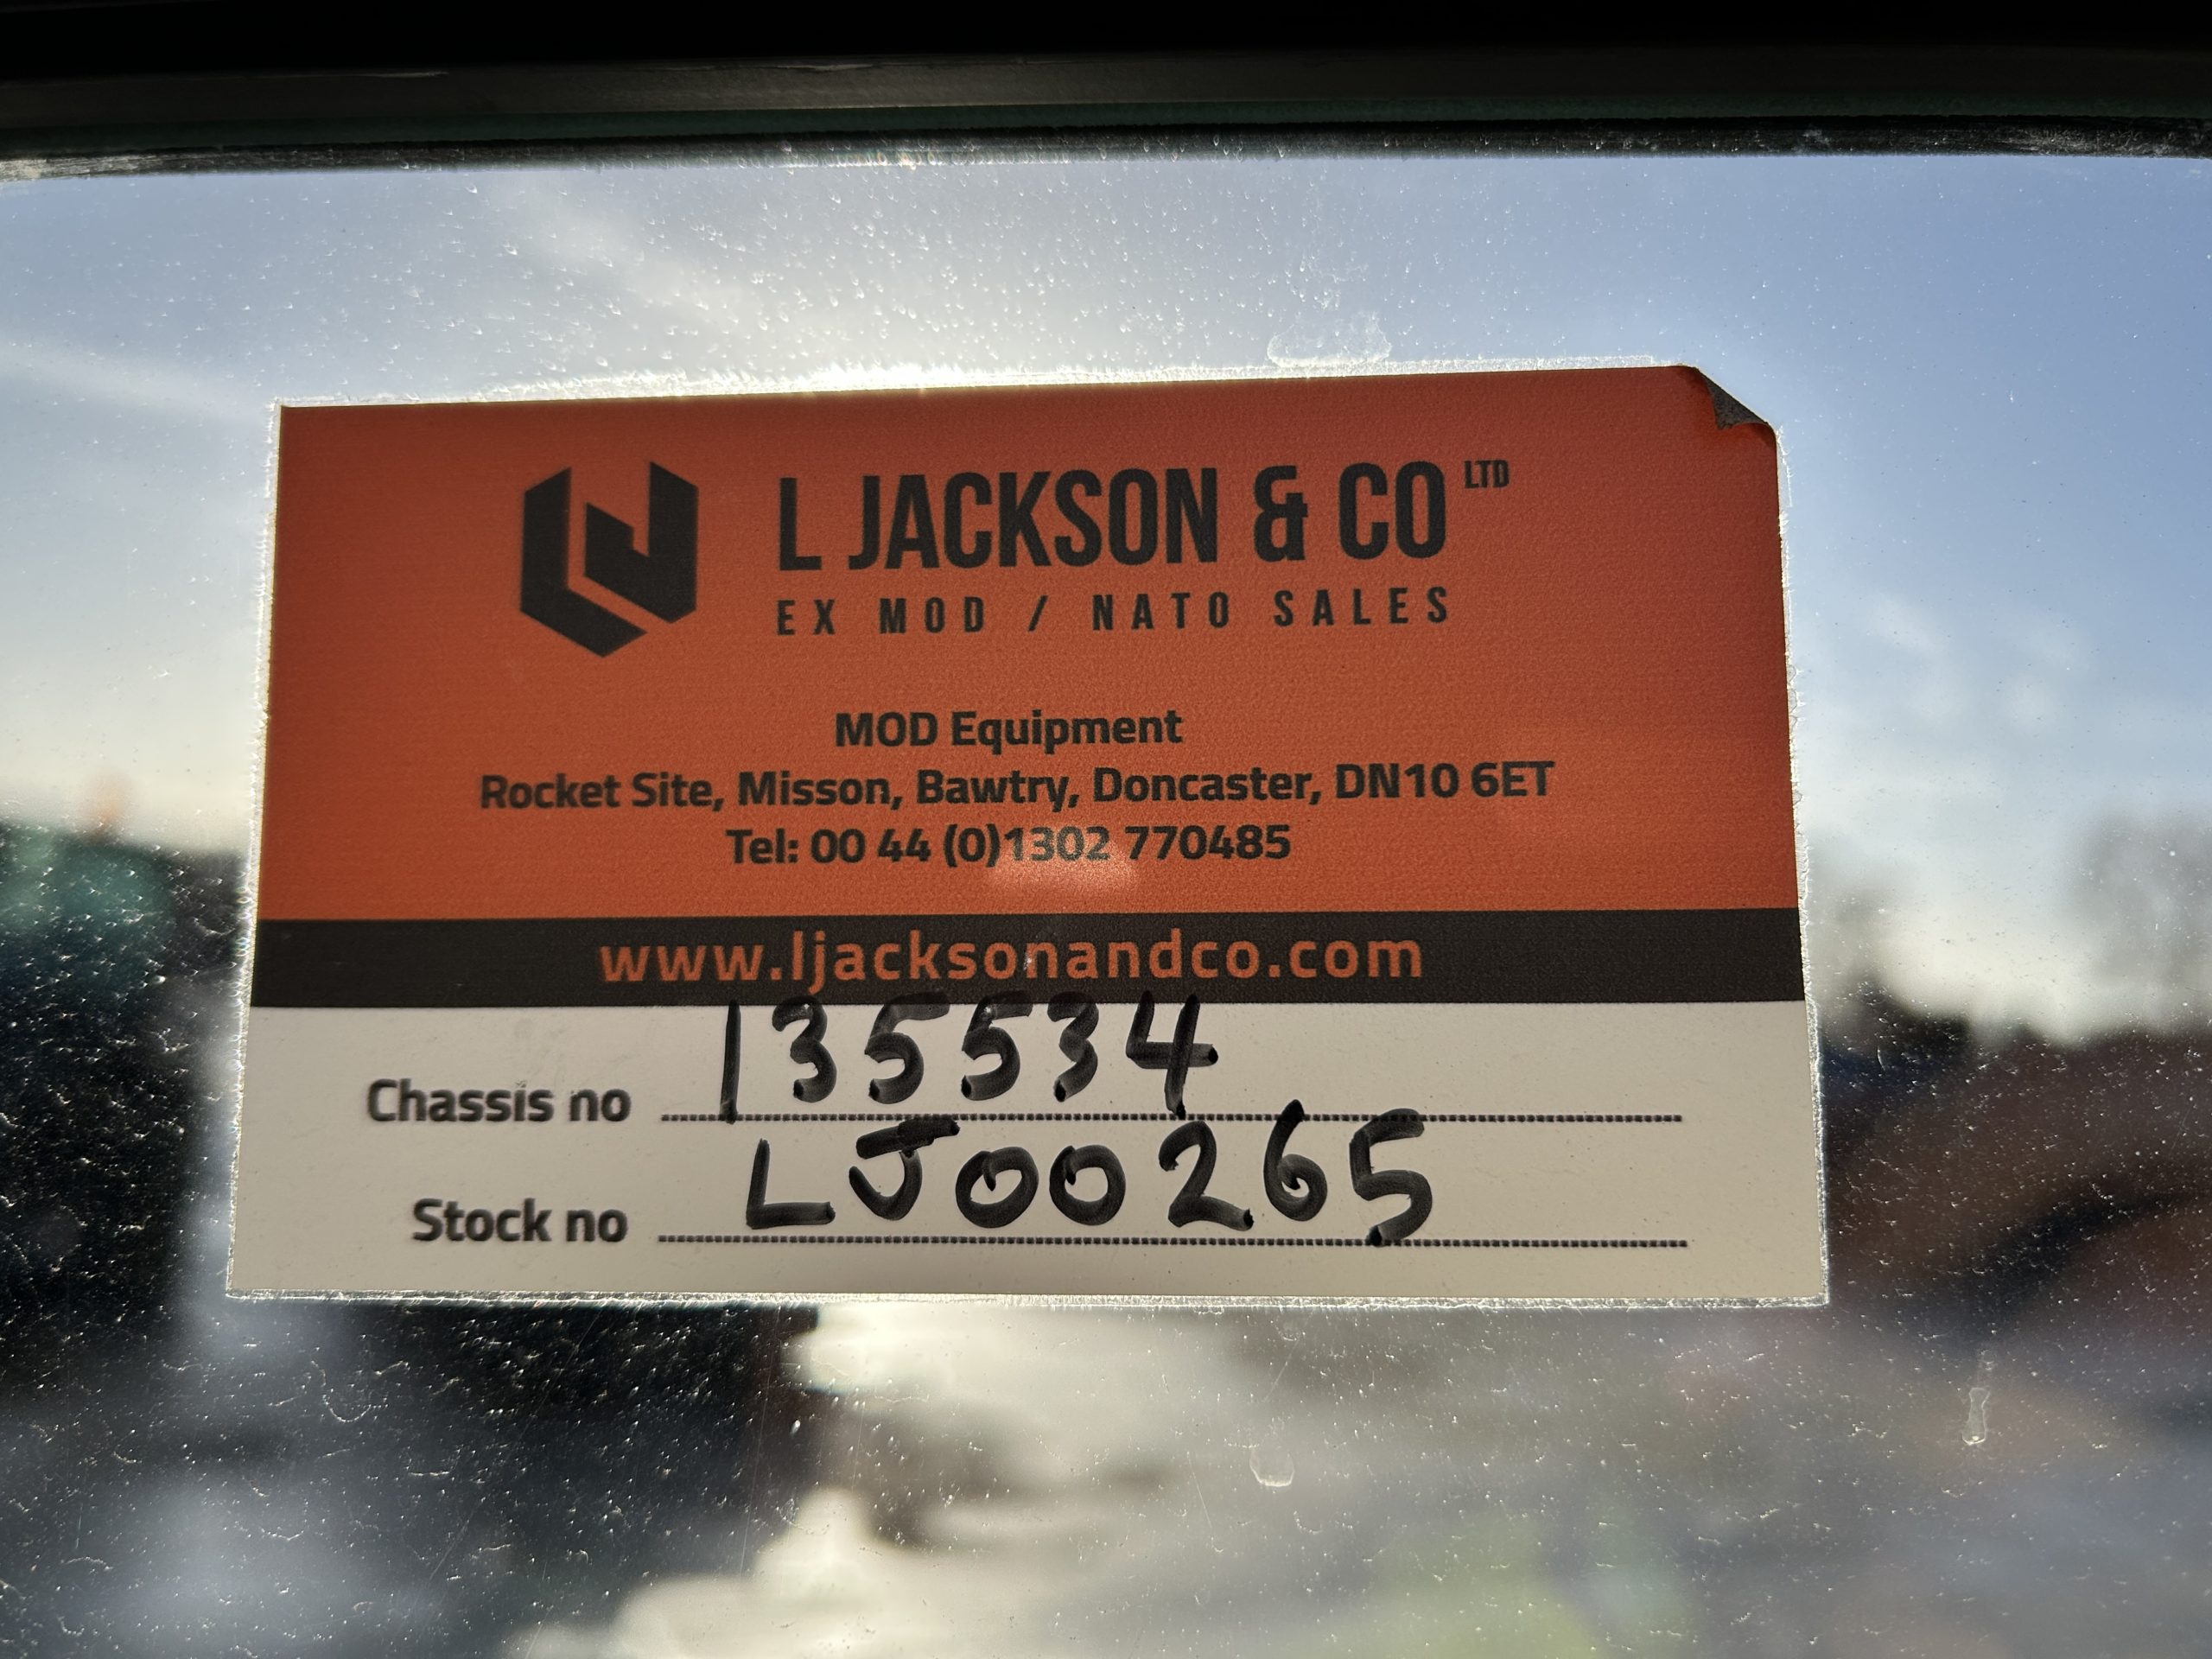 L JACKSON & CO LTD
EX MOD / NATO SALES
MOD Equipment
Rocket Site, Misson, Bawtry, Doncaster, DN10 6ET
Tel: 00 44 (0)1302 770485
www.ljacksonandco.com
Chassis no 135534
Stock no LJ00265